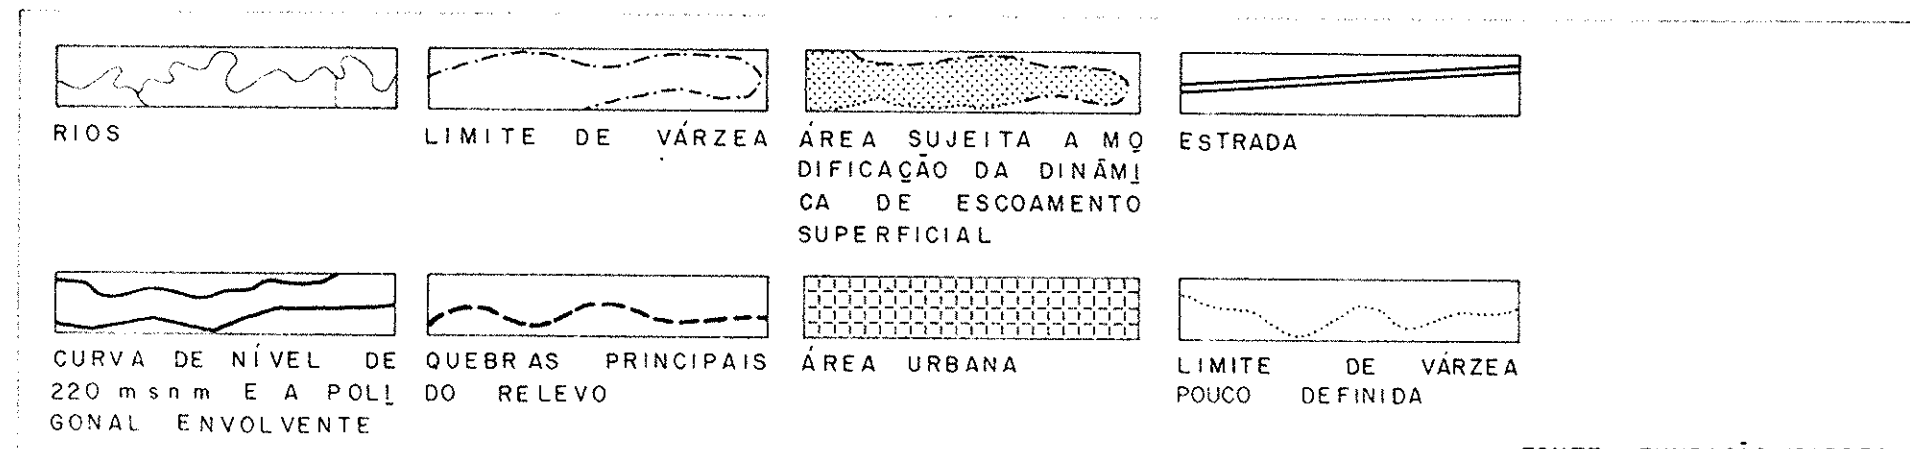 RIOS
LIMITE DE VÁRZEA
ÁREA SUJEITA A MO
DIFICAÇÃO DA DINÂMI
CA DE ESCOAMENTO
SUPERFICIAL
ESTRADA
CURVA DE NÍVEL DE
220 msnm E A POLI
GONAL ENVOLVENTE
QUEBRAS PRINCIPAIS
DO RELEVO
ÁREA URBANA
LIMITE DE VÁRZEA
POUCO DEFINIDA